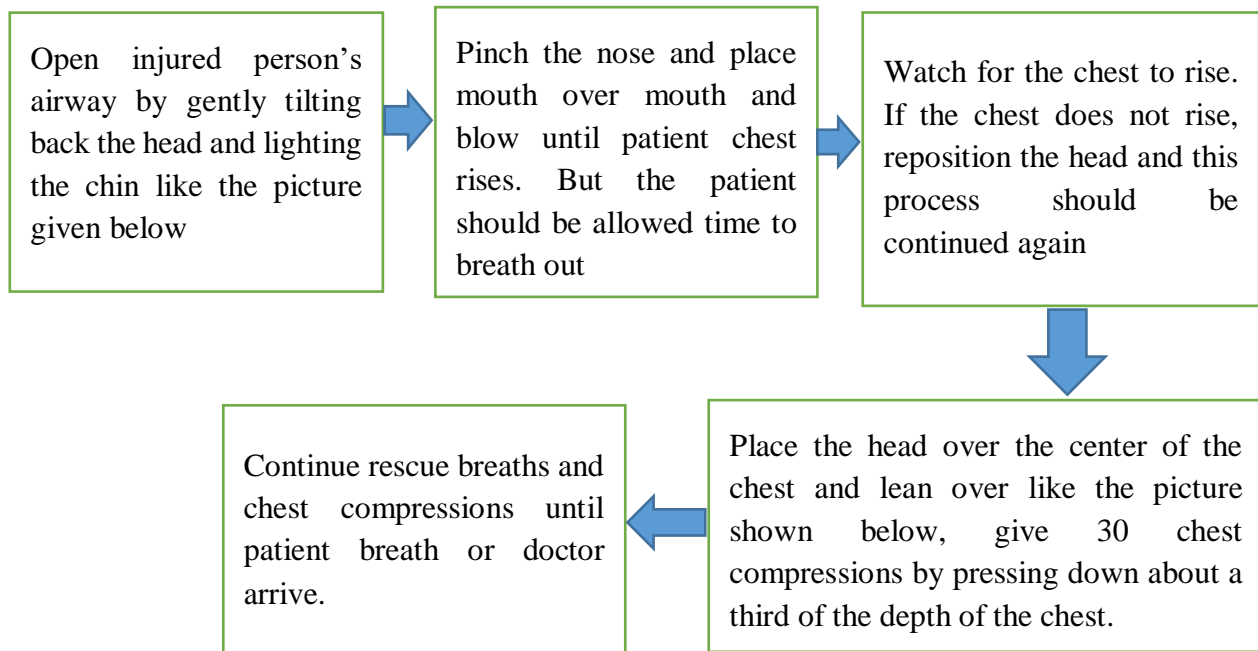 Open injured person’s
airway by gently tilting
back the head and lighting
the chin like the picture
given below
Pinch the nose and place
mouth over mouth and
blow until patient chest
rises. But the patient
should be allowed time to
breath out
Watch for the chest to rise.
If the chest does not rise,
reposition the head and this
process should be
continued again
Place the head over the center of the
chest and lean over like the picture
shown below, give 30 chest
compressions by pressing down about a
third of the depth of the chest.
Continue rescue breaths and
chest compressions until
patient breath or doctor
arrive.